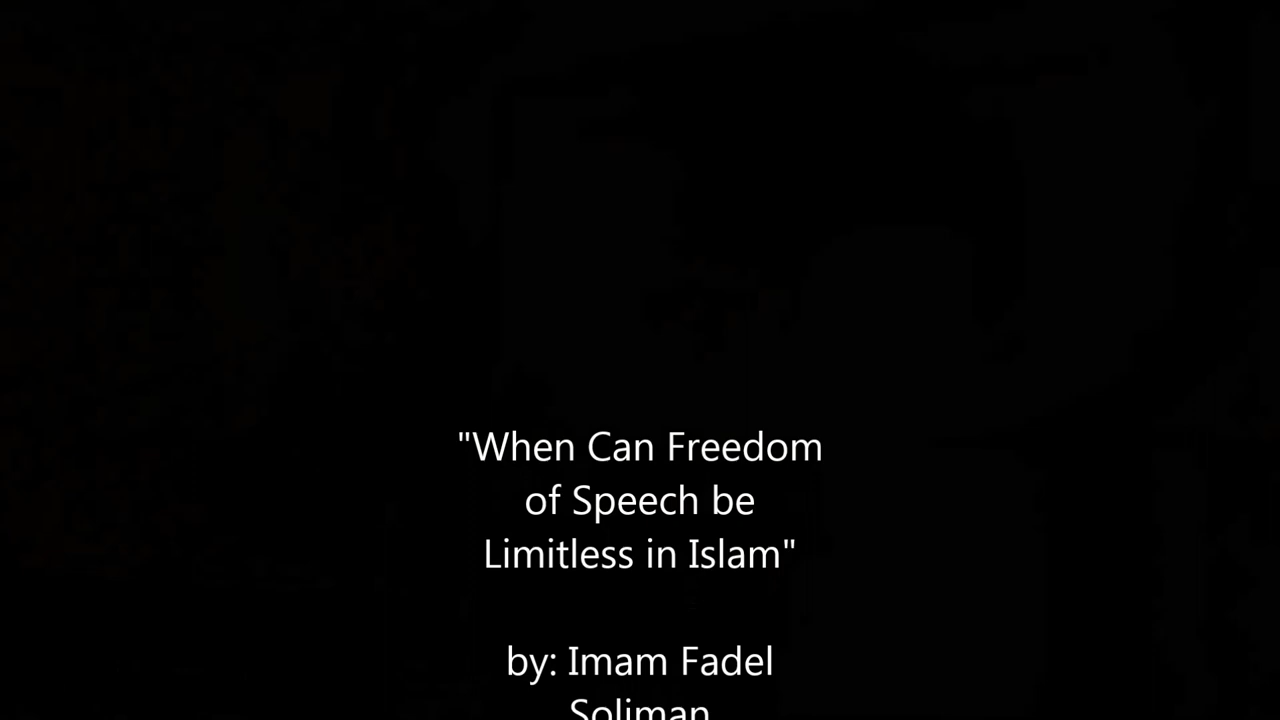 "When Can Freedom
of Speech be
Limitless in Islam"
by: Imam Fadel
Soliman